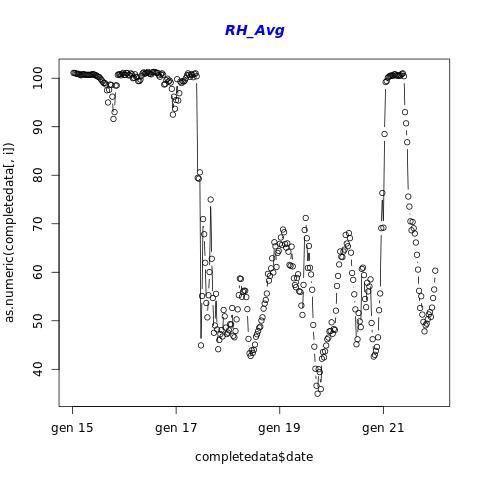 RH_Avg
as.numeric(completedata[, i])
100
90
80
70
60
50
40
gen 15
gen 17
gen 19
gen 21
completedata$date